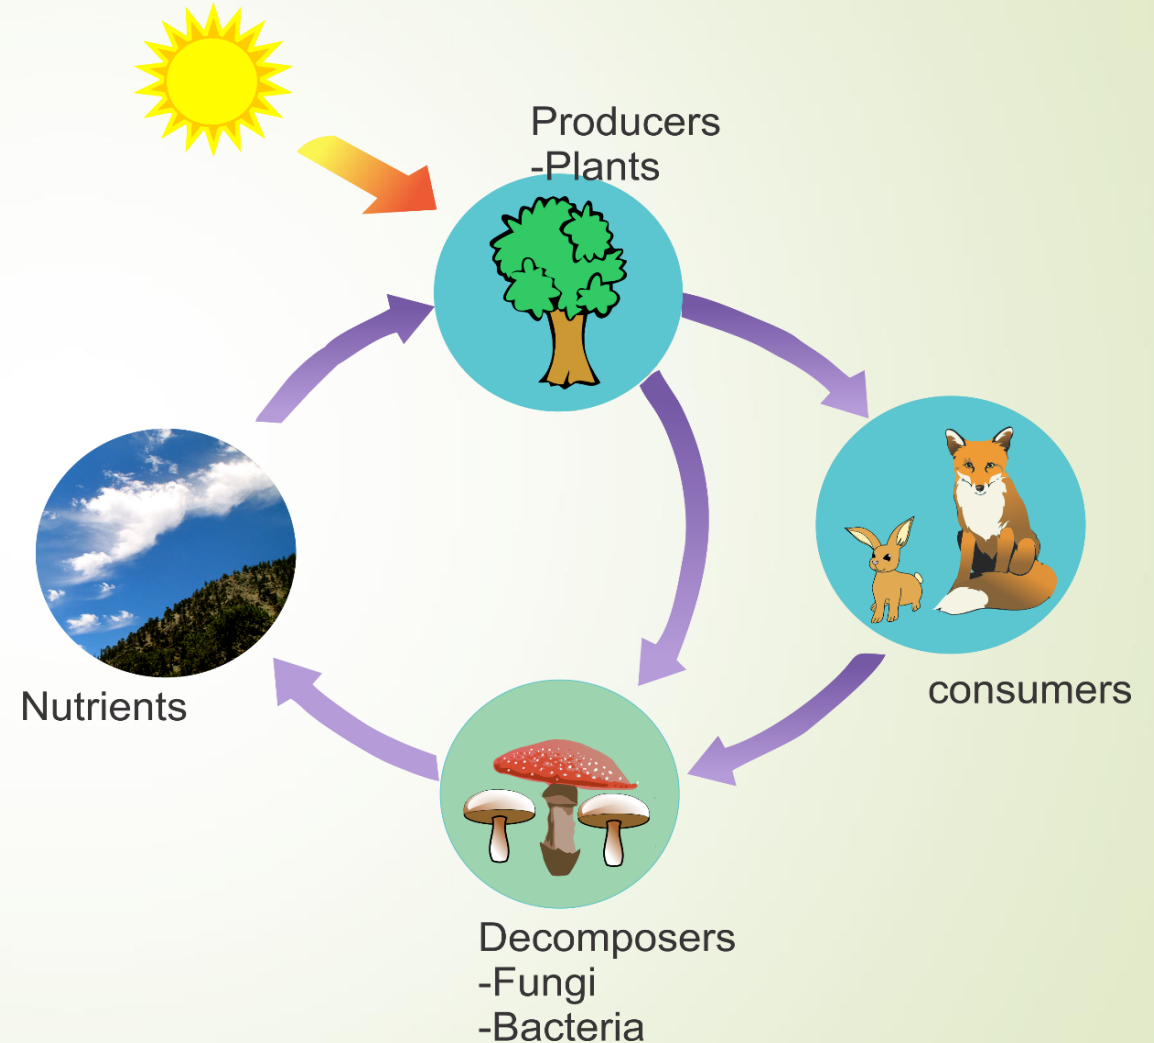 Producers
-Plants
consumers
Nutrients
Decomposers
-Fungi
-Bacteria